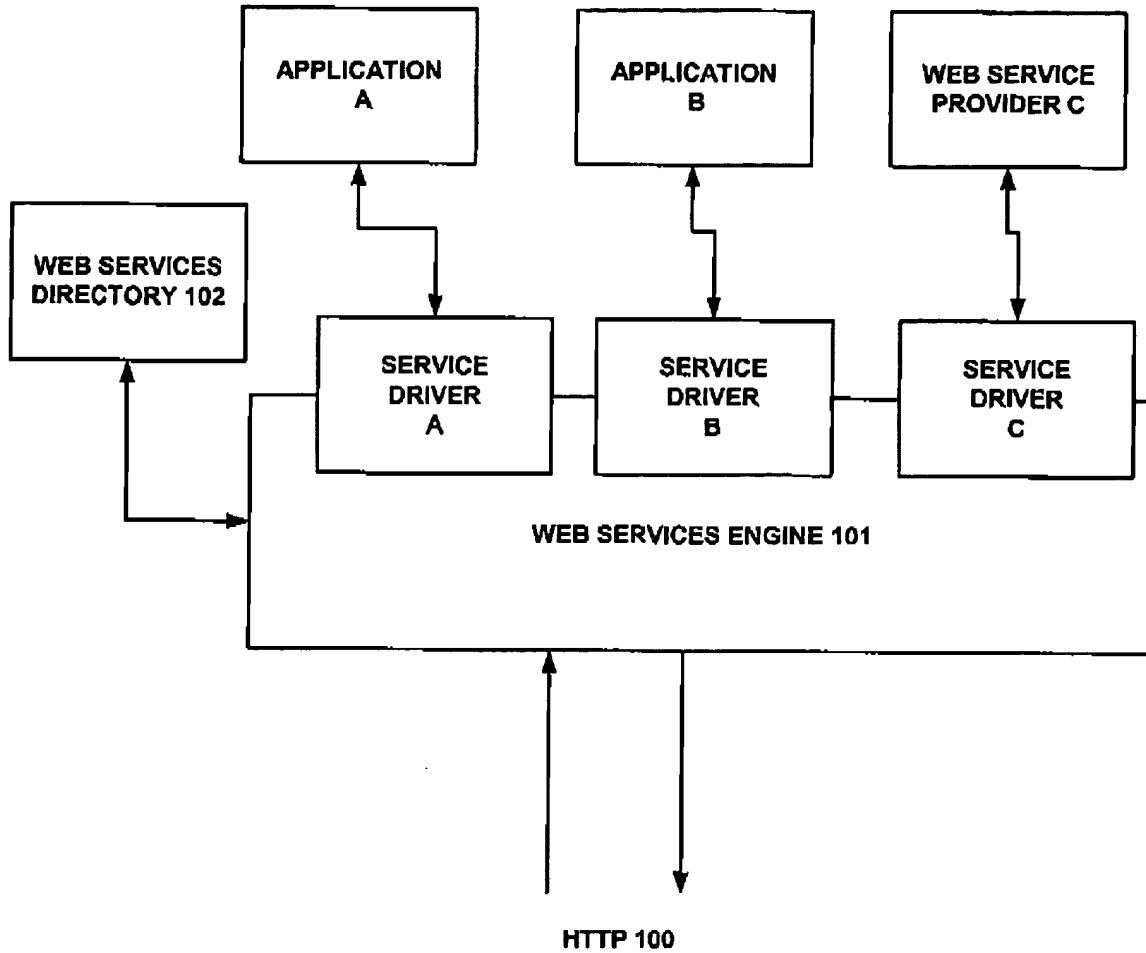 APPLICATION
A
APPLICATION
B
WEB SERVICE
PROVIDER C
WEB SERVICES
DIRECTORY 102
SERVICE
DRIVER
A
SERVICE
DRIVER
B
SERVICE
DRIVER
C
WEB SERVICES ENGINE 101
HTTP 100